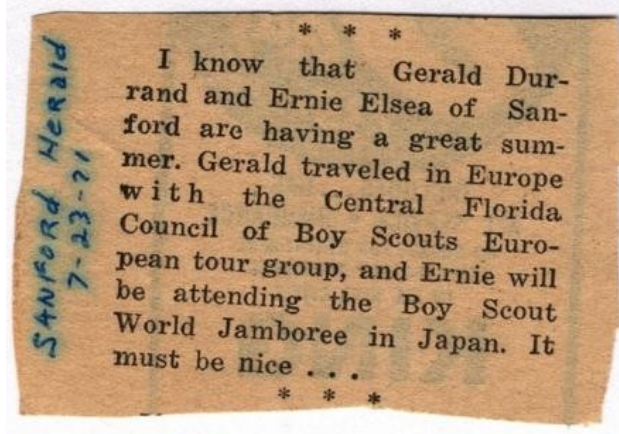 SANFORD HERALD
7-23-71
* * *
I know that Gerald Dur-
rand and Ernie Elsea of San-
ford are having a great sum-
mer. Gerald traveled in Europe
with the Central Florida
Council of Boy Scouts Euro-
pean tour group, and Ernie will
be attending the Boy Scout
World Jamboree in Japan. It
must be nice . . .
* * *